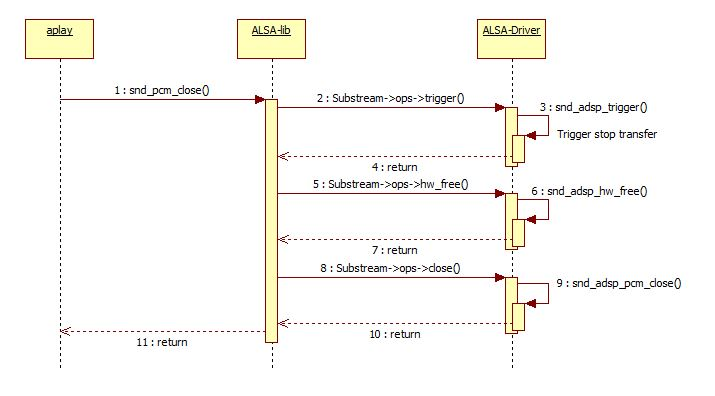 aplay
ALSA-lib
ALSA-Driver
1 : snd_pcm_close()
2 : Substream->ops->trigger()
3 : snd_adsp_trigger()
Trigger stop transfer
4 : return
5 : Substream->ops->hw_free()
6 : snd_adsp_hw_free()
7 : return
8 : Substream->ops->close()
9 : snd_adsp_pcm_close()
10 : return
11 : return